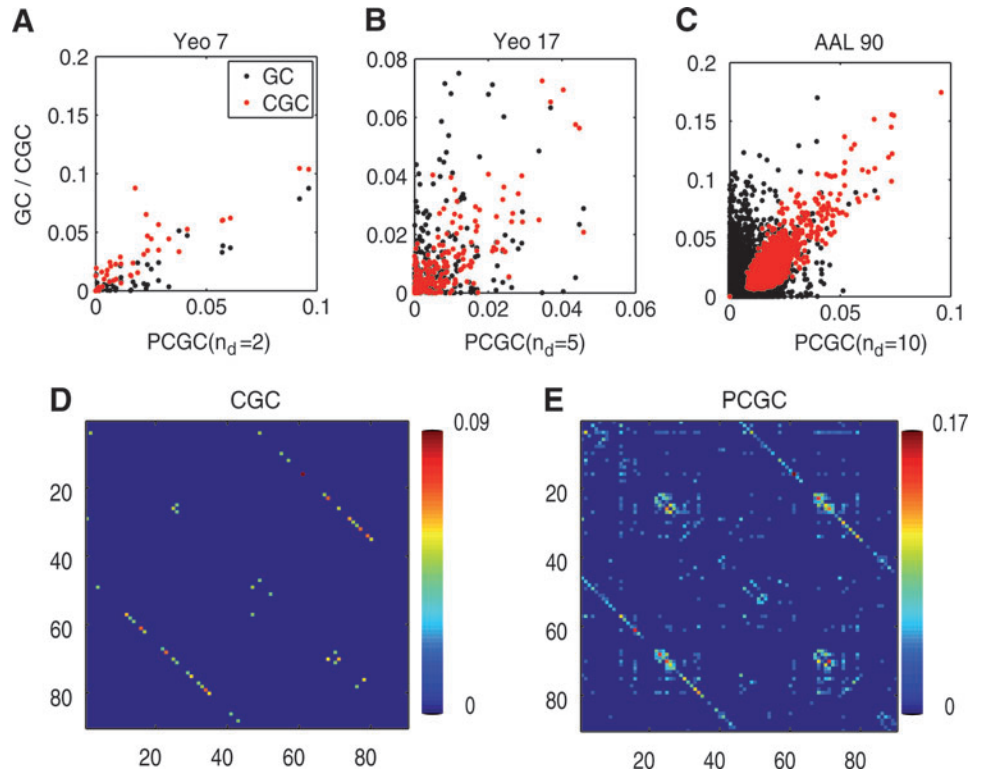 A
Yeo 7
GC / CGC
0.2
0.15
0.1
0.05
0
GC
CGC
0
0.05
0.1
PCGC(n_d=2)
B
Yeo 17
0.08
0.06
0.04
0.02
0
0
0.02
0.04
0.06
PCGC(n_d=5)
C
AAL 90
0.2
0.15
0.1
0.05
0
0
0.05
0.1
PCGC(n_d=10)
D
CGC
20
40
60
80
20
40
60
80
0.09
0
E
PCGC
20
40
60
80
20
40
60
80
0.17
0